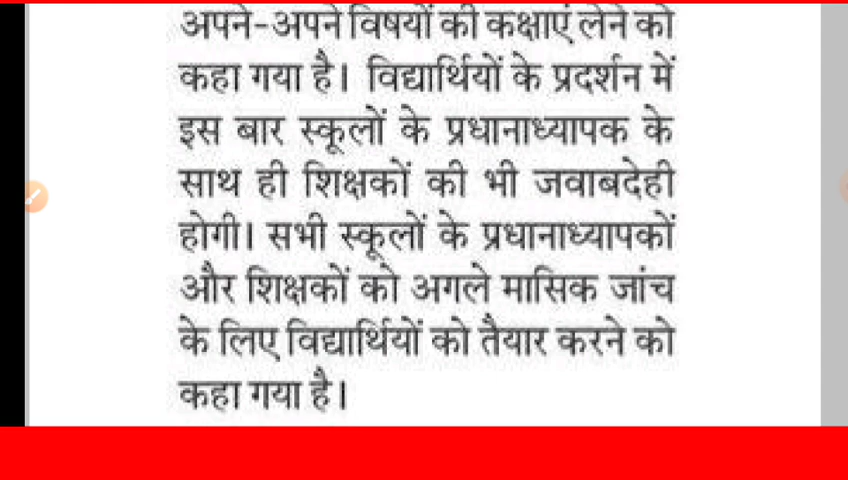 अपने-अपने विषयों की कक्षाएं लेने को
कहा गया है। विद्यार्थियों के प्रदर्शन में
इस बार स्कूलों के प्रधानाध्यापक के
साथ ही शिक्षकों की भी जवाबदेही
होगी। सभी स्कूलों के प्रधानाध्यापकों
और शिक्षकों को अगले मासिक जांच
के लिए विद्यार्थियों को तैयार करने को
कहा गया है।